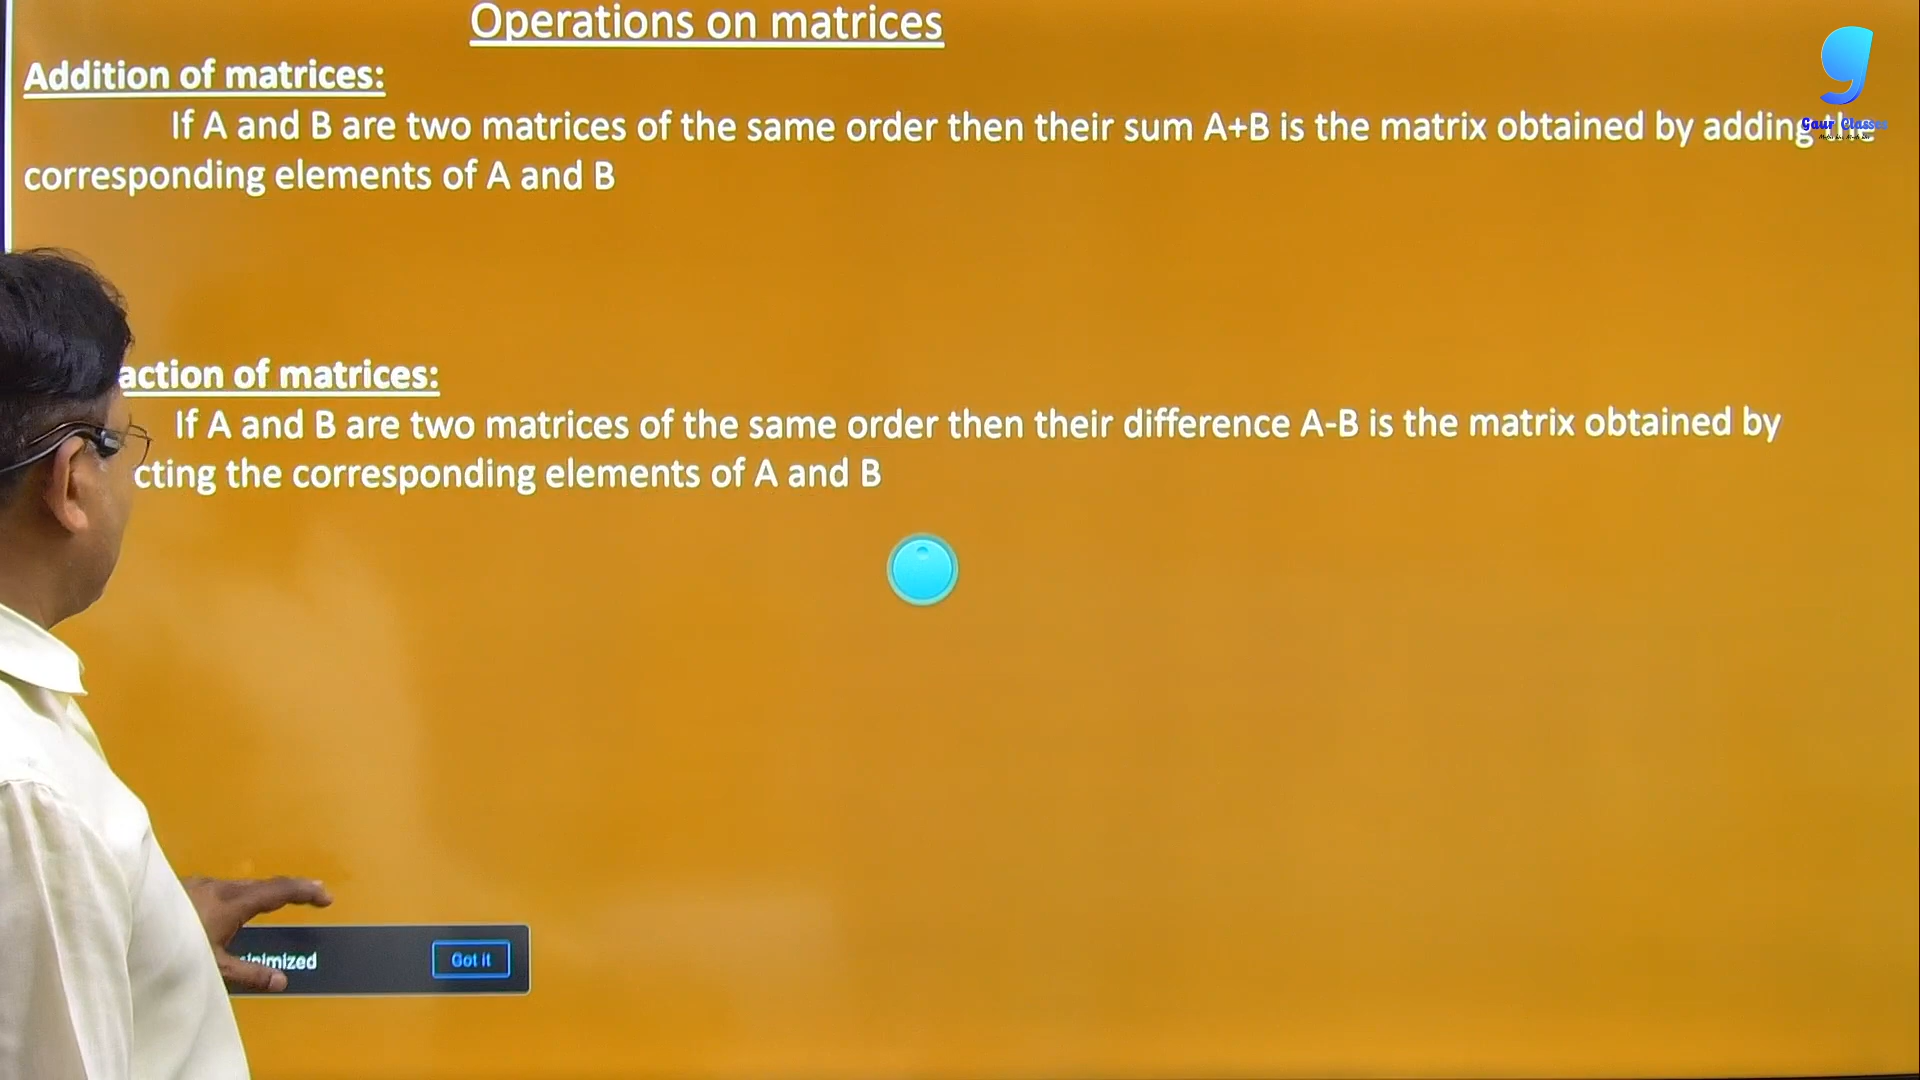 Operations on matrices
Addition of matrices:
If A and B are two matrices of the same order then their sum A+B is the matrix obtained by adding
corresponding elements of A and B
action of matrices:
If A and B are two matrices of the same order then their difference A-B is the matrix obtained by
cting the corresponding elements of A and B
Got it
Gaur Classes